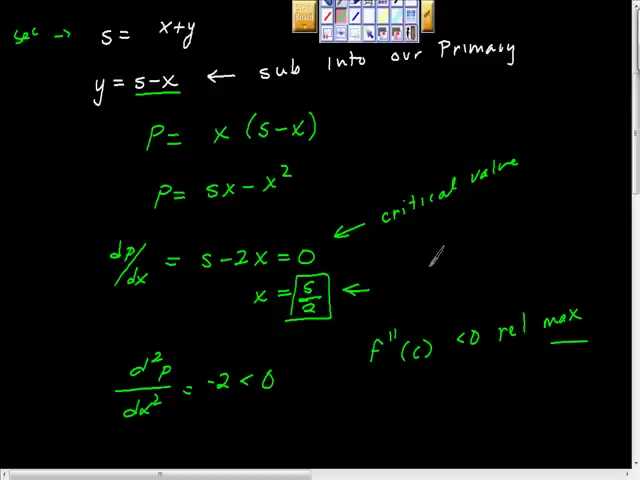 sec → S = x+y
y = s-x ← sub into our Primary
P = x (s-x)
P = sx - x²
dp/dx = s - 2x = 0 ← critical value
x = s/2 ←
f''(c) <0 rel max
d²p/dx² = -2 < 0